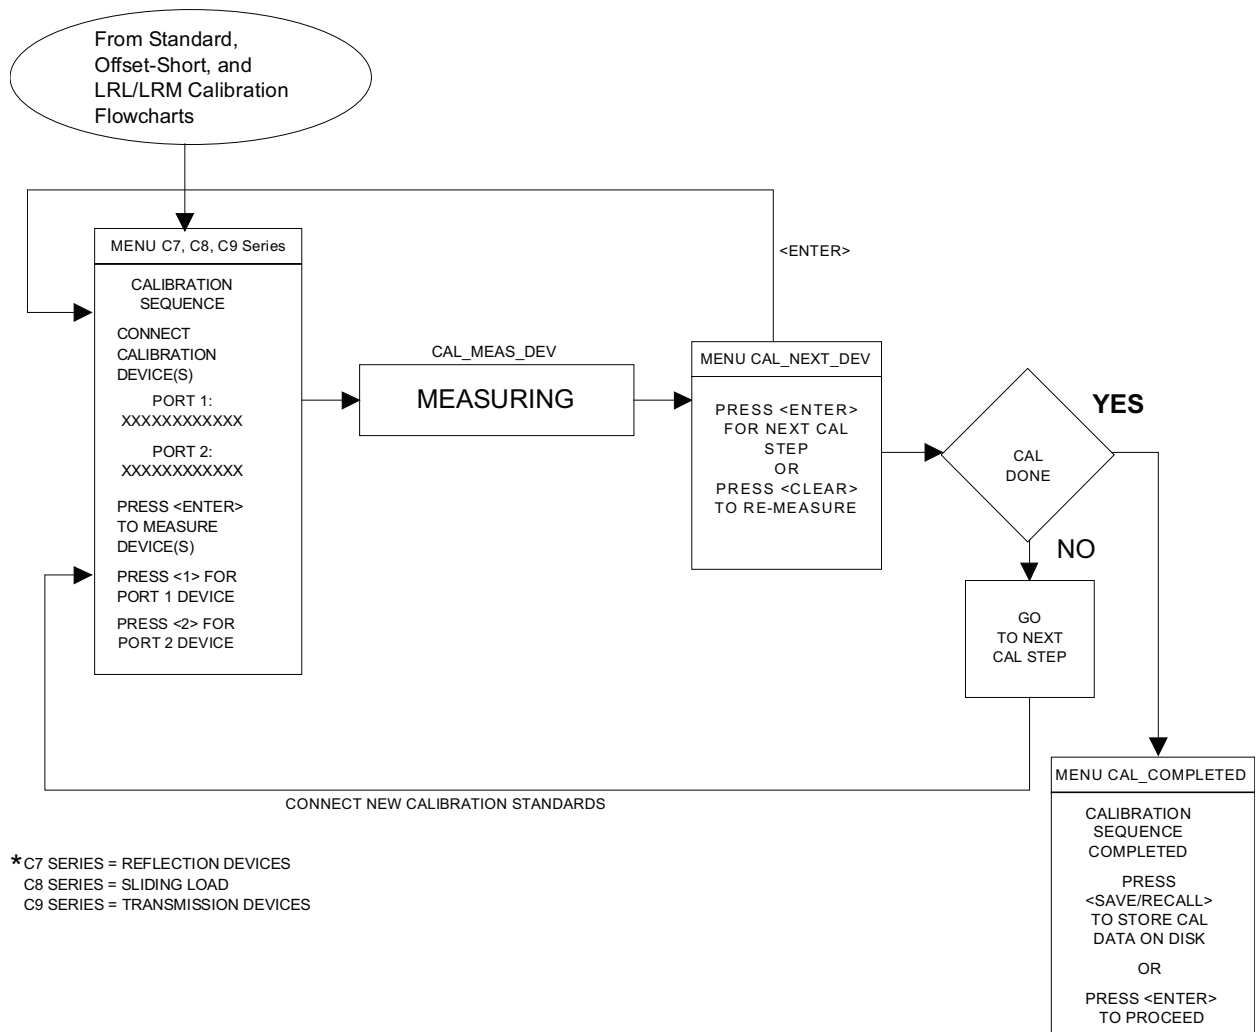 From Standard,
Offset-Short, and
LRL/LRM Calibration
Flowcharts
<ENTER>
MENU C7, C8, C9 Series
CALIBRATION
SEQUENCE
CONNECT
CALIBRATION
DEVICE(S)
PORT 1:
XXXXXXXXXXXX
PORT 2:
XXXXXXXXXXXX
PRESS <ENTER>
TO MEASURE
DEVICE(S)
PRESS <1> FOR
PORT 1 DEVICE
PRESS <2> FOR
PORT 2 DEVICE
CAL_MEAS_DEV
MEASURING
MENU CAL_NEXT_DEV
PRESS <ENTER>
FOR NEXT CAL
STEP
OR
PRESS <CLEAR>
TO RE-MEASURE
CAL
DONE
YES
NO
GO
TO NEXT
CAL STEP
CONNECT NEW CALIBRATION STANDARDS
MENU CAL_COMPLETED
CALIBRATION
SEQUENCE
COMPLETED
PRESS
<SAVE/RECALL>
TO STORE CAL
DATA ON DISK
OR
PRESS <ENTER>
TO PROCEED
*C7 SERIES = REFLECTION DEVICES
C8 SERIES = SLIDING LOAD
C9 SERIES = TRANSMISSION DEVICES